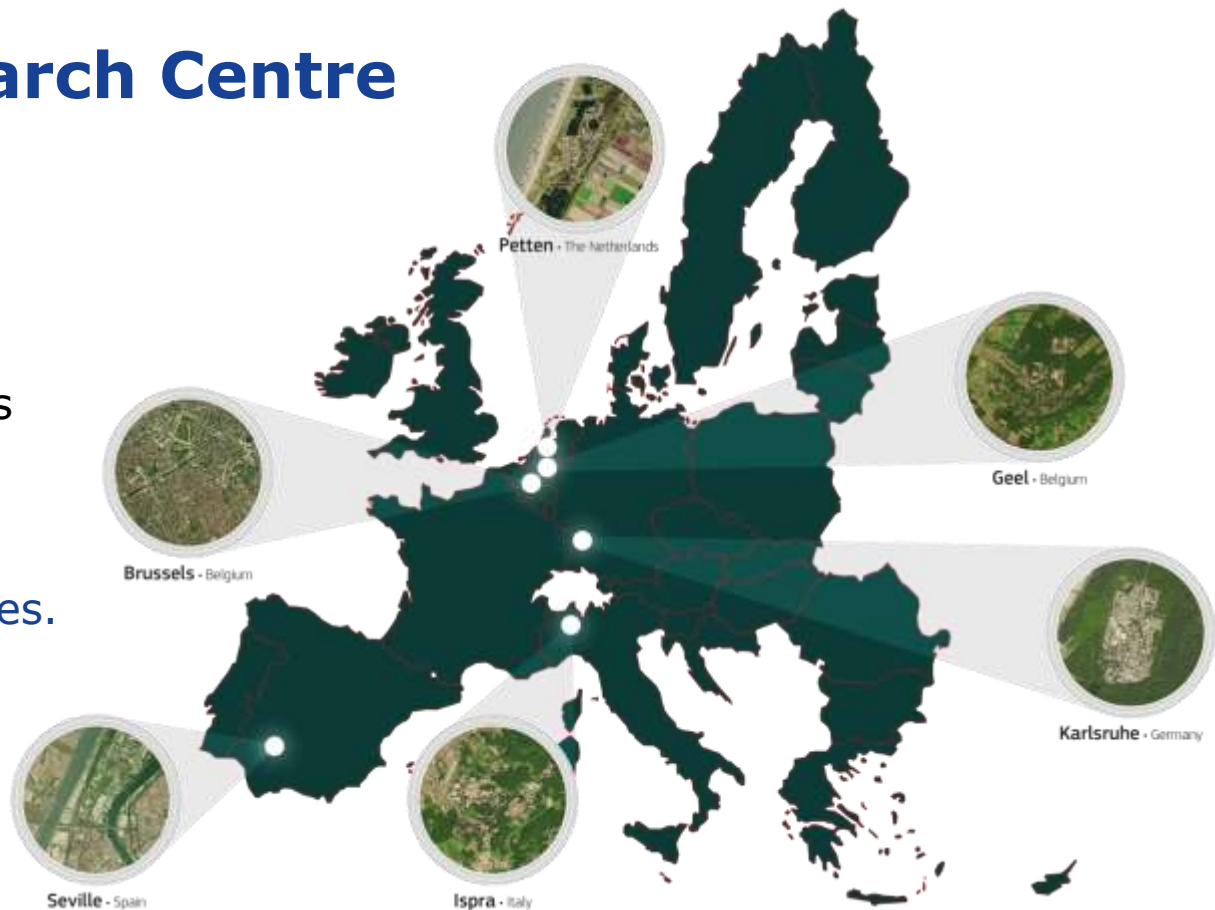 arch Centre
Petten - The Netherlands
s
Geel - Belgium
Brussels - Belgium
es.
Karlsruhe - Germany
Seville - Spain
Ispra - Italy